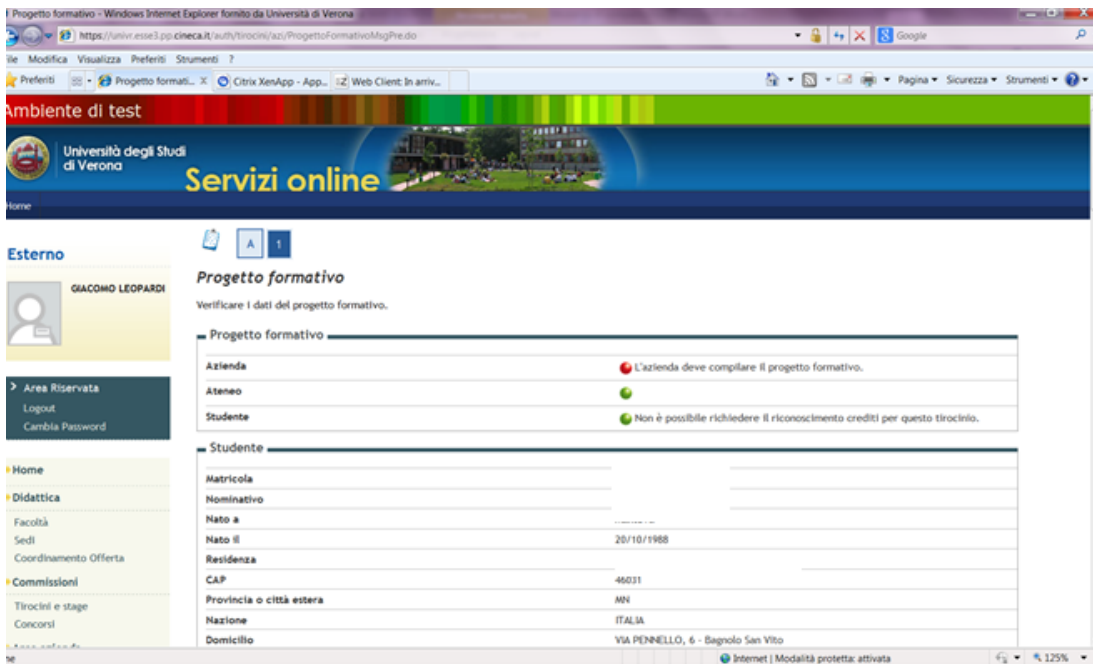 Progetto formativo - Windows Internet Explorer fornito da Università di Verona
https://univr.esse3.pp.cineca.it/auth/tirocini/azi/ProgettoFormativoMsgPre.do
Google
Modifica Visualizza Preferiti Strumenti ?
Preferiti Progetto formati... X Citrix XenApp - App... Web Client: In arriv... Pagina Sicurezza Strumenti
Ambiente di test
Università degli Studi
di Verona
Servizi online
Home
A 1
Esterno
Progetto formativo
GIACOMO LEOPARDI
Verificare i dati del progetto formativo.
Progetto formativo
Azienda L'azienda deve compilare il progetto formativo.
Ateneo
Studente Non è possibile richiedere il riconoscimento crediti per questo tirocinio.
> Area Riservata
Logout
Cambia Password
Studente
Matricola
Nominativo
Nato a
Nato il 20/10/1988
Residenza
CAP 46031
Provincia o città estera MN
Nazione ITALIA
Domicilio VIA PENNELLO, 6 - Bagnolo San Vito
Home
Didattica
Facoltà
Sedi
Coordinamento Offerta
Commissioni
Tirocini e stage
Concorsi
Internet | Modalità protetta: attivata 125%